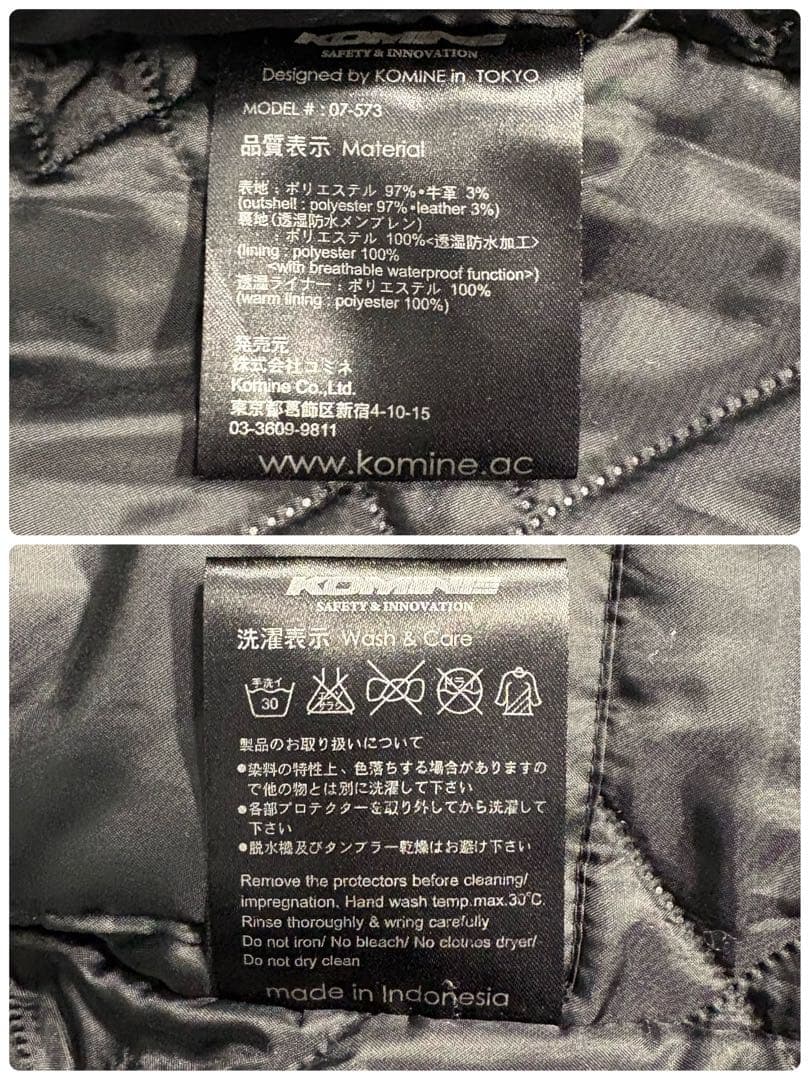 KOMINE
SAFETY & INNOVATION
Designed by KOMINE in TOKYO
MODEL # : 07-573
品質表示 Material
表地 : ポリエステル 97%・牛革 3%
(outshell : polyester 97%・leather 3%)
裏地(透湿防水メンブレン)
: ポリエステル 100%<透湿防水加工>
(lining : polyester 100%
<with breathable waterproof function>)
透湿ライナー : ポリエステル 100%
(warm lining : polyester 100%)
発売元
株式会社コミネ
Komine Co.,Ltd.
東京都葛飾区新宿4-10-15
03-3609-9811
www.komine.ac
KOMINE
SAFETY & INNOVATION
洗濯表示 Wash & Care
手洗イ
30
エンソ
サラシ
ドライ
製品のお取り扱いについて
●染料の特性上、色落ちする場合がありますの
で他の物とは別に洗濯して下さい
●各部プロテクターを取り外してから洗濯して
下さい
●脱水機及びタンブラー乾燥はお避け下さい
Remove the protectors before cleaning/
impregnation. Hand wash temp.max.30℃.
Rinse thoroughly & wring carefully
Do not iron/ No bleach/ No clothes dryer/
Do not dry clean
made in Indonesia